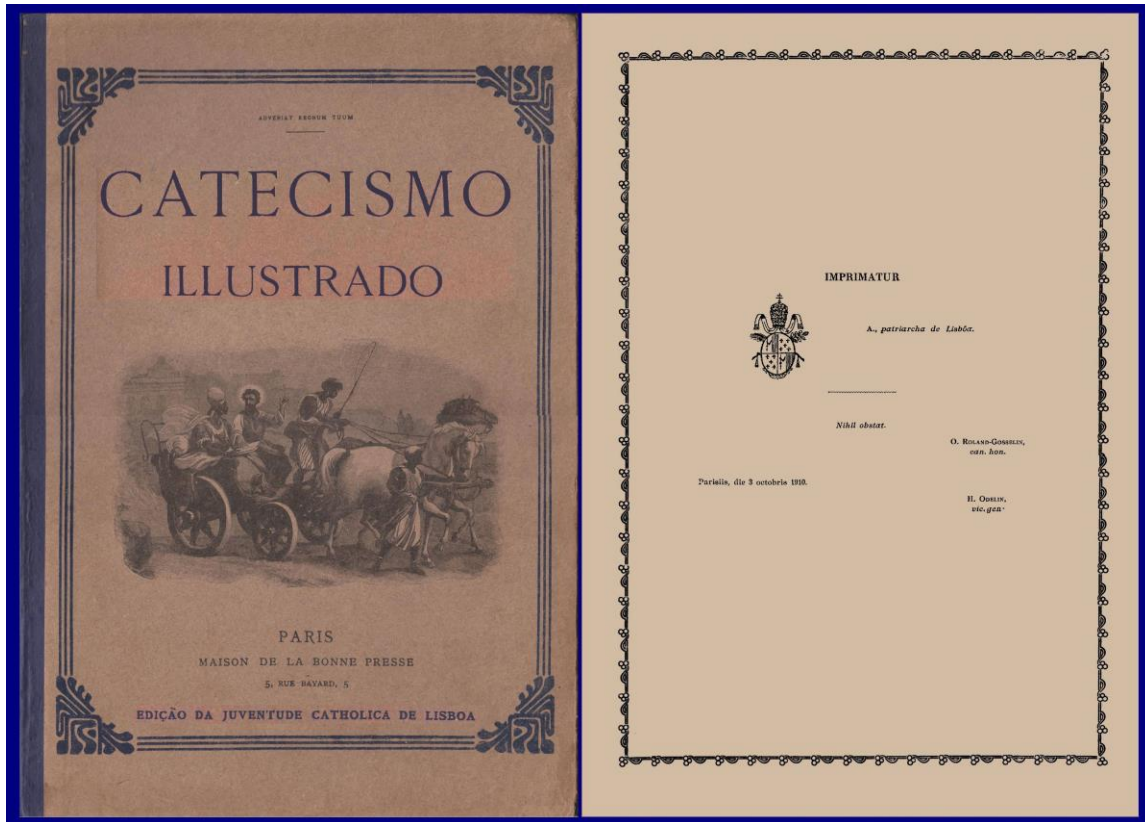 ADVENIAT REGNUM TUUM
CATECISMO
ILLUSTRADO
PARIS
MAISON DE LA BONNE PRESSE
5, RUE BAYARD, 5
EDIÇÃO DA JUVENTUDE CATHOLICA DE LISBOA
IMPRIMATUR
A., patriarcha de Lisbôa.
Nihil obstat.
O. ROLAND-GOSSELIN,
can. hon.
Parisiis, die 3 octobris 1910.
H. ODELIN,
vic. gen.